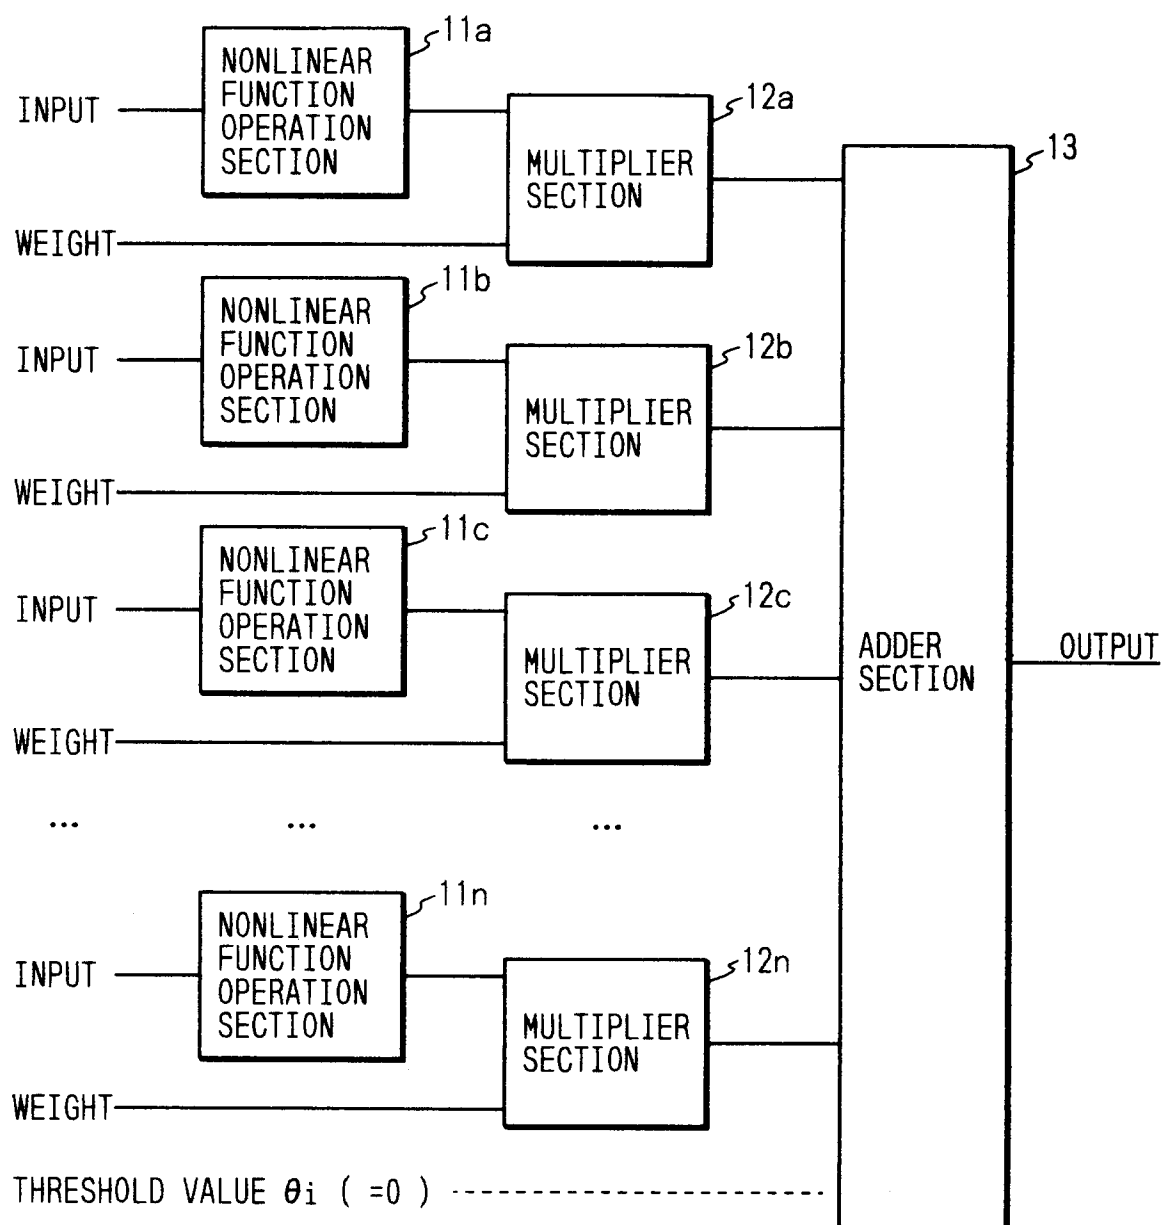 11a
NONLINEAR
FUNCTION
OPERATION
SECTION
INPUT
12a
MULTIPLIER
SECTION
WEIGHT
13
11b
NONLINEAR
FUNCTION
OPERATION
SECTION
INPUT
12b
MULTIPLIER
SECTION
WEIGHT
11c
NONLINEAR
FUNCTION
OPERATION
SECTION
INPUT
12c
MULTIPLIER
SECTION
WEIGHT
ADDER
SECTION
OUTPUT
... ... ...
11n
NONLINEAR
FUNCTION
OPERATION
SECTION
INPUT
12n
MULTIPLIER
SECTION
WEIGHT
THRESHOLD VALUE θi ( =0 )